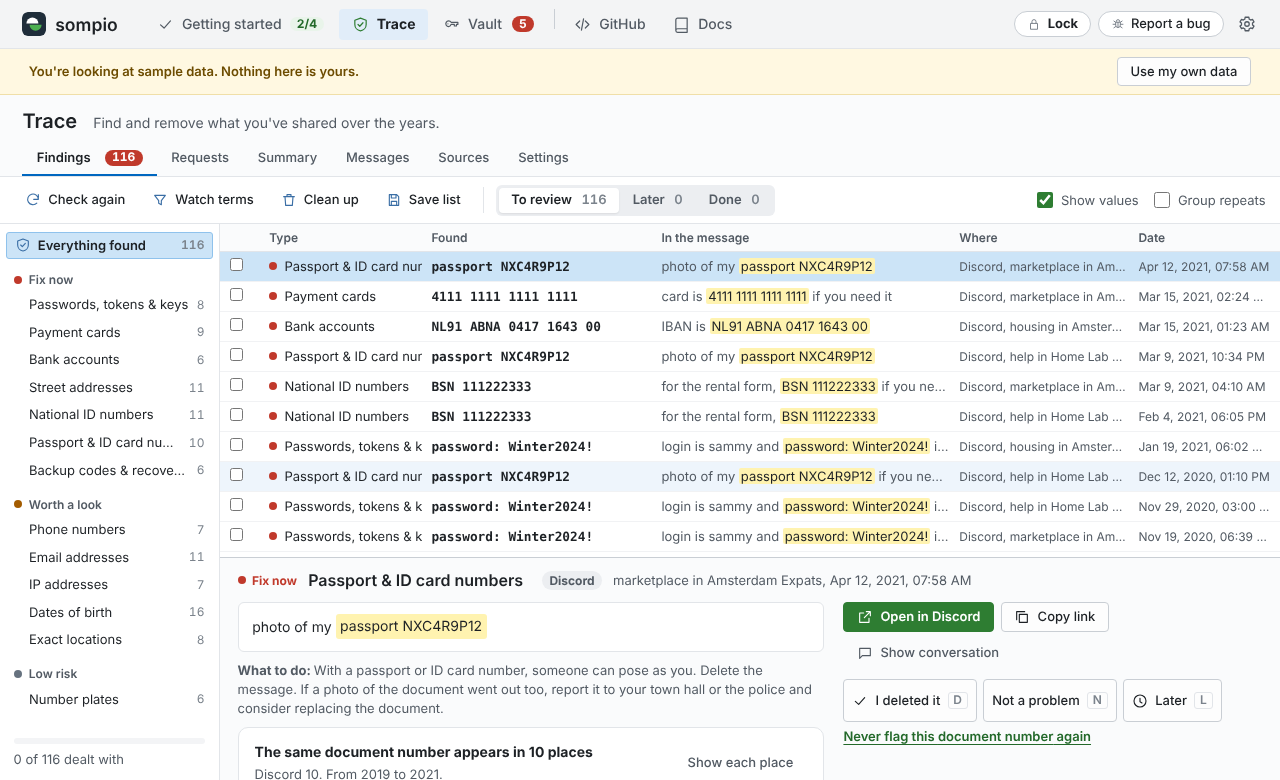 sompio
Getting started 2/4
Trace
Vault 5
GitHub
Docs
Lock
Report a bug
You're looking at sample data. Nothing here is yours.
Use my own data
Trace Find and remove what you've shared over the years.
Findings 116 Requests Summary Messages Sources Settings
Check again Watch terms Clean up Save list To review 116 Later 0 Done 0 Show values Group repeats
Everything found 116
Fix now
Passwords, tokens & keys 8
Payment cards 9
Bank accounts 6
Street addresses 11
National ID numbers 11
Passport & ID card nu... 10
Backup codes & recove... 6
Worth a look
Phone numbers 7
Email addresses 11
IP addresses 7
Dates of birth 16
Exact locations 8
Low risk
Number plates 6
0 of 116 dealt with
Type Found In the message Where Date
Passport & ID card nur passport NXC4R9P12 photo of my passport NXC4R9P12 Discord, marketplace in Am... Apr 12, 2021, 07:58 AM
Payment cards 4111 1111 1111 1111 card is 4111 1111 1111 1111 if you need it Discord, marketplace in Am... Mar 15, 2021, 02:24 ...
Bank accounts NL91 ABNA 0417 1643 00 IBAN is NL91 ABNA 0417 1643 00 Discord, housing in Amster... Mar 15, 2021, 01:23 AM
Passport & ID card nur passport NXC4R9P12 photo of my passport NXC4R9P12 Discord, help in Home Lab ... Mar 9, 2021, 10:34 PM
National ID numbers BSN 111222333 for the rental form, BSN 111222333 if you ne... Discord, marketplace in Am... Mar 9, 2021, 04:10 AM
National ID numbers BSN 111222333 for the rental form, BSN 111222333 Discord, help in Home Lab ... Feb 4, 2021, 06:05 PM
Passwords, tokens & k password: Winter2024! login is sammy and password: Winter2024! i... Discord, housing in Amster... Jan 19, 2021, 06:02 ...
Passport & ID card nur passport NXC4R9P12 photo of my passport NXC4R9P12 if you ne... Discord, marketplace in Am... Dec 12, 2020, 01:10 PM
Passwords, tokens & k password: Winter2024! login is sammy and password: Winter2024! i... Discord, help in Home Lab ... Nov 29, 2020, 03:00 ...
Passwords, tokens & k password: Winter2024! login is sammy and password: Winter2024! i... Discord, marketplace in Am... Nov 19, 2020, 06:39 ...
Fix now Passport & ID card numbers Discord marketplace in Amsterdam Expats, Apr 12, 2021, 07:58 AM
photo of my passport NXC4R9P12
What to do: With a passport or ID card number, someone can pose as you. Delete the
message. If a photo of the document went out too, report it to your town hall or the police and
consider replacing the document.
The same document number appears in 10 places
Discord 10. From 2019 to 2021.
Show each place
Open in Discord
Copy link
Show conversation
I deleted it D
Not a problem N
Later L
Never flag this document number again